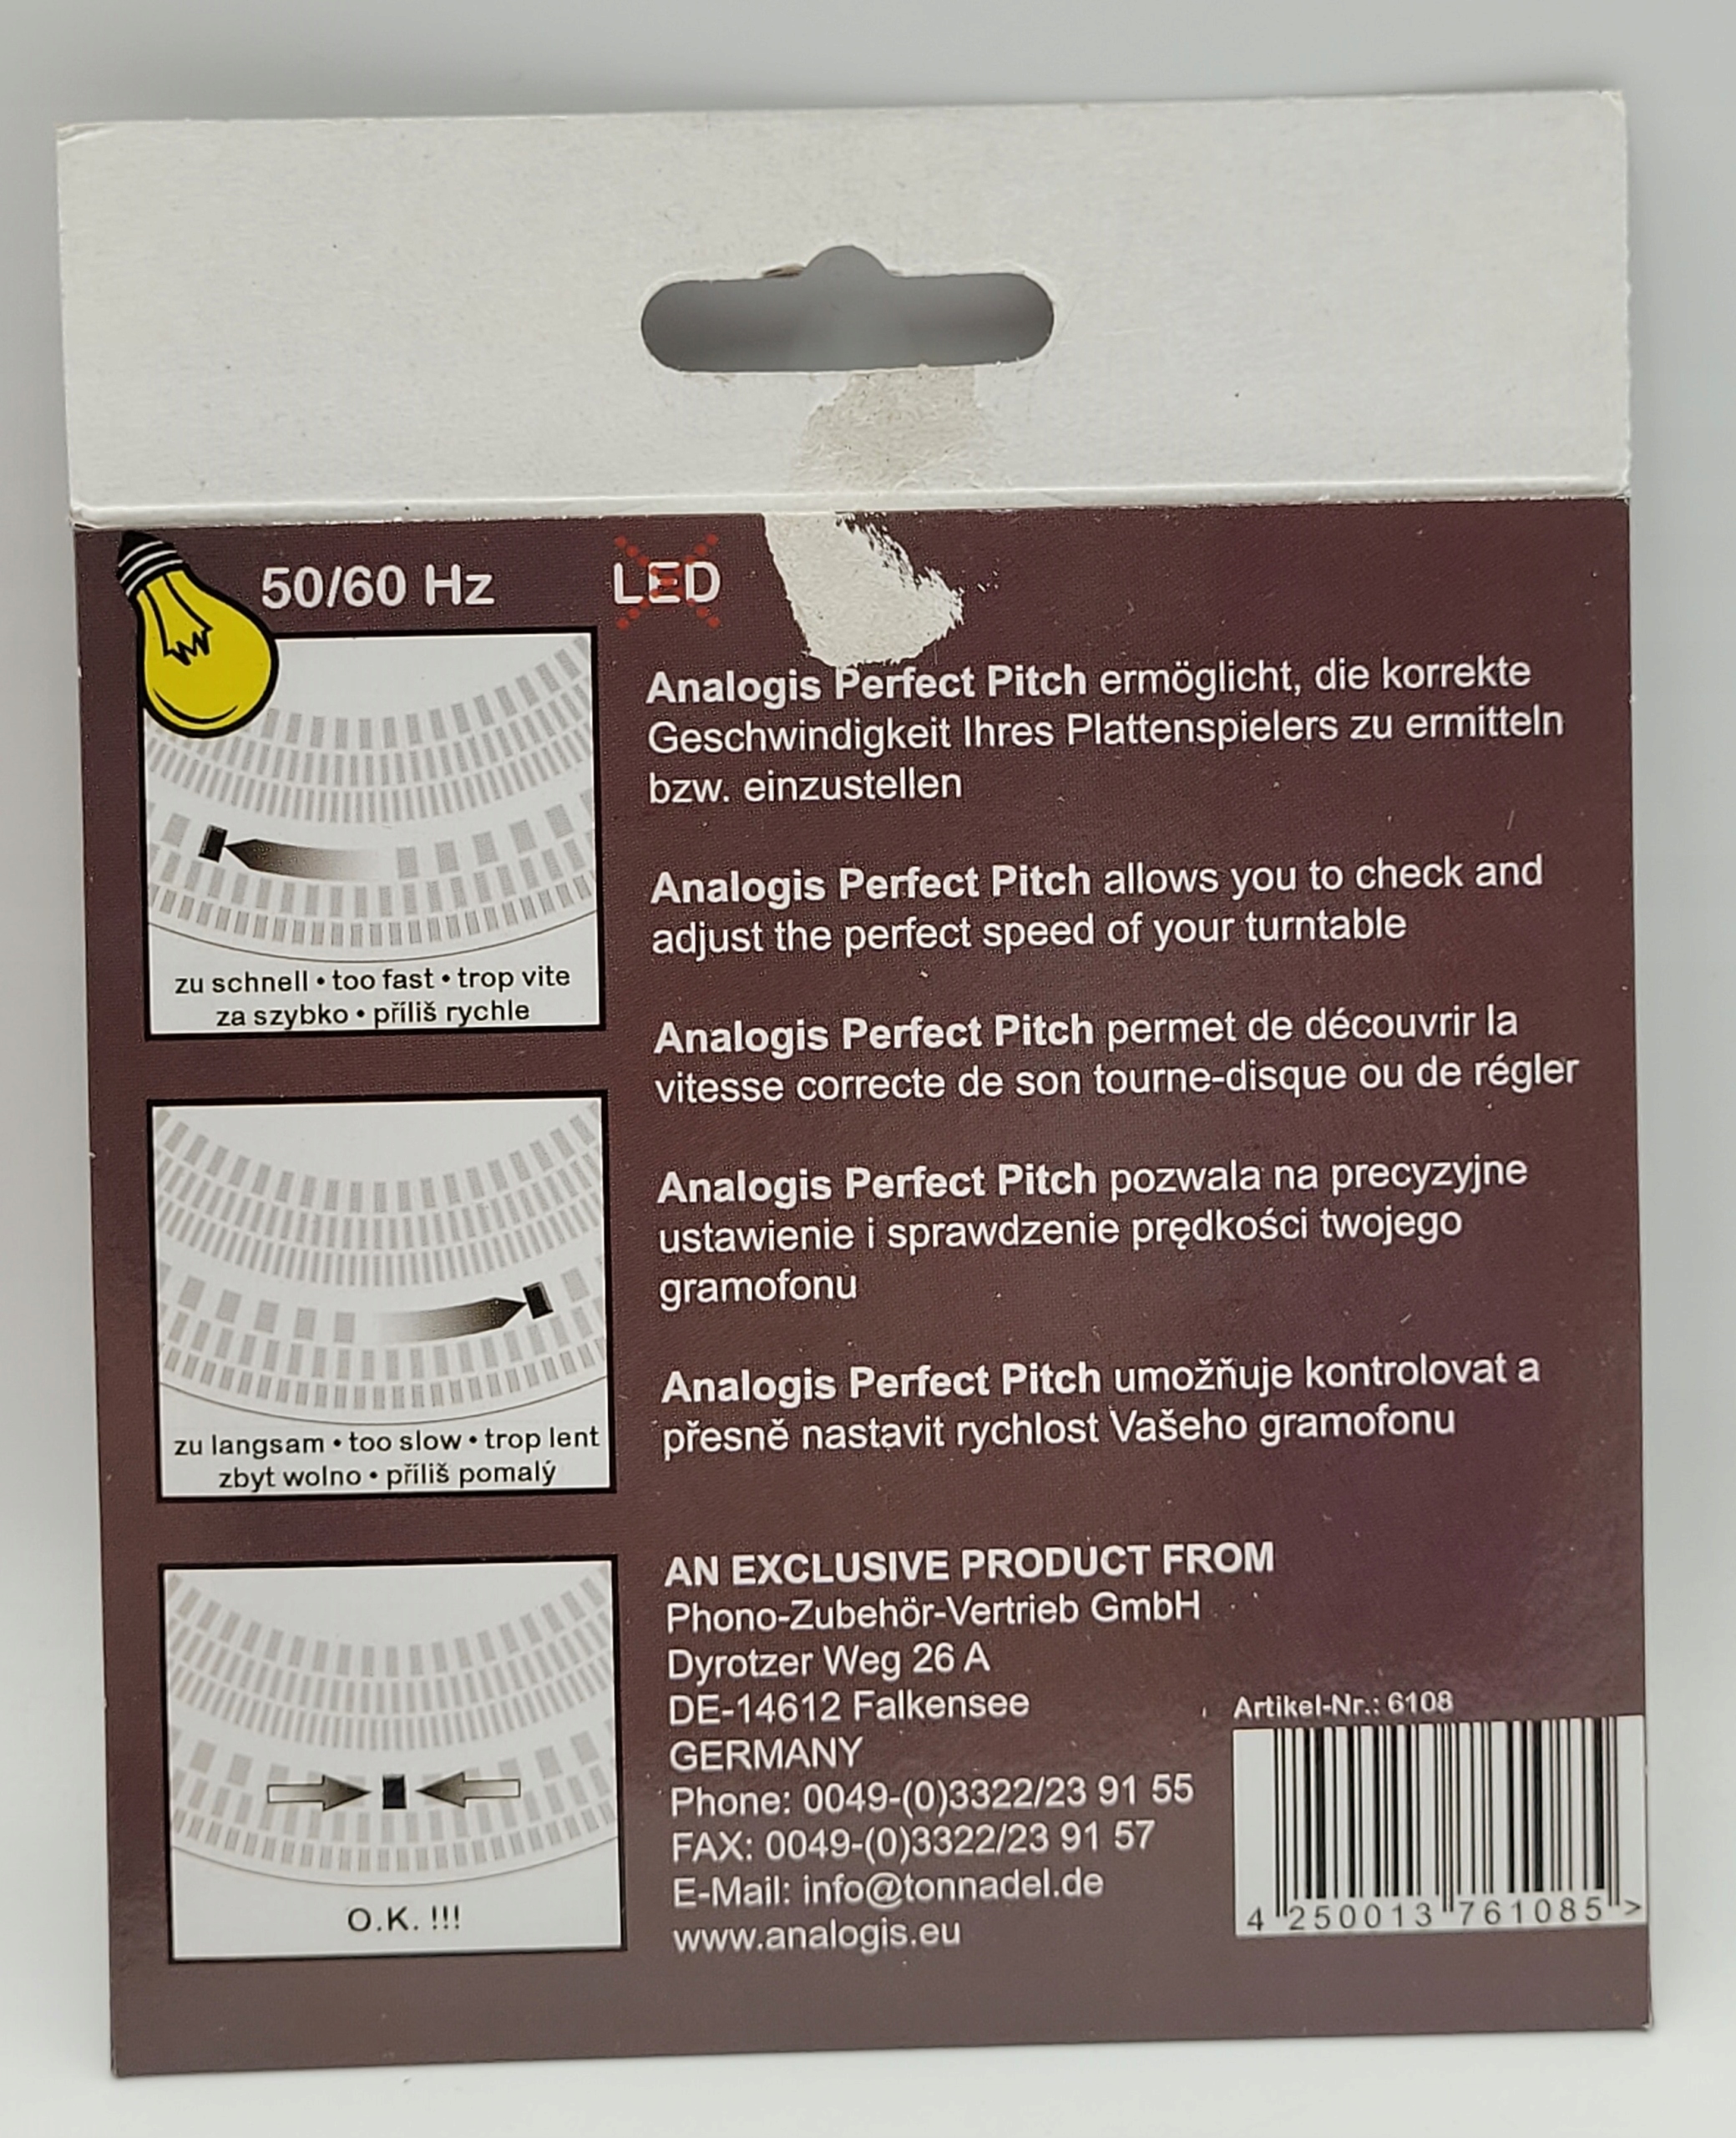 50/60 Hz
LED
zu schnell • too fast • trop vite
za szybko • příliš rychle
zu langsam • too slow • trop lent
zbyt wolno • příliš pomalý
O.K. !!!
Analogis Perfect Pitch ermöglicht, die korrekte
Geschwindigkeit Ihres Plattenspielers zu ermitteln
bzw. einzustellen
Analogis Perfect Pitch allows you to check and
adjust the perfect speed of your turntable
Analogis Perfect Pitch permet de découvrir la
vitesse correcte de son tourne-disque ou de régler
Analogis Perfect Pitch pozwala na precyzyjne
ustawienie i sprawdzenie prędkości twojego
gramofonu
Analogis Perfect Pitch umožňuje kontrolovat a
přesně nastavit rychlost Vašeho gramofonu
AN EXCLUSIVE PRODUCT FROM
Phono-Zubehör-Vertrieb GmbH
Dyrotzer Weg 26 A
DE-14612 Falkensee
GERMANY
Phone: 0049-(0)3322/23 91 55
FAX: 0049-(0)3322/23 91 57
E-Mail: info@tonnadel.de
www.analogis.eu
Artikel-Nr.: 6108
4 250013 761085 >